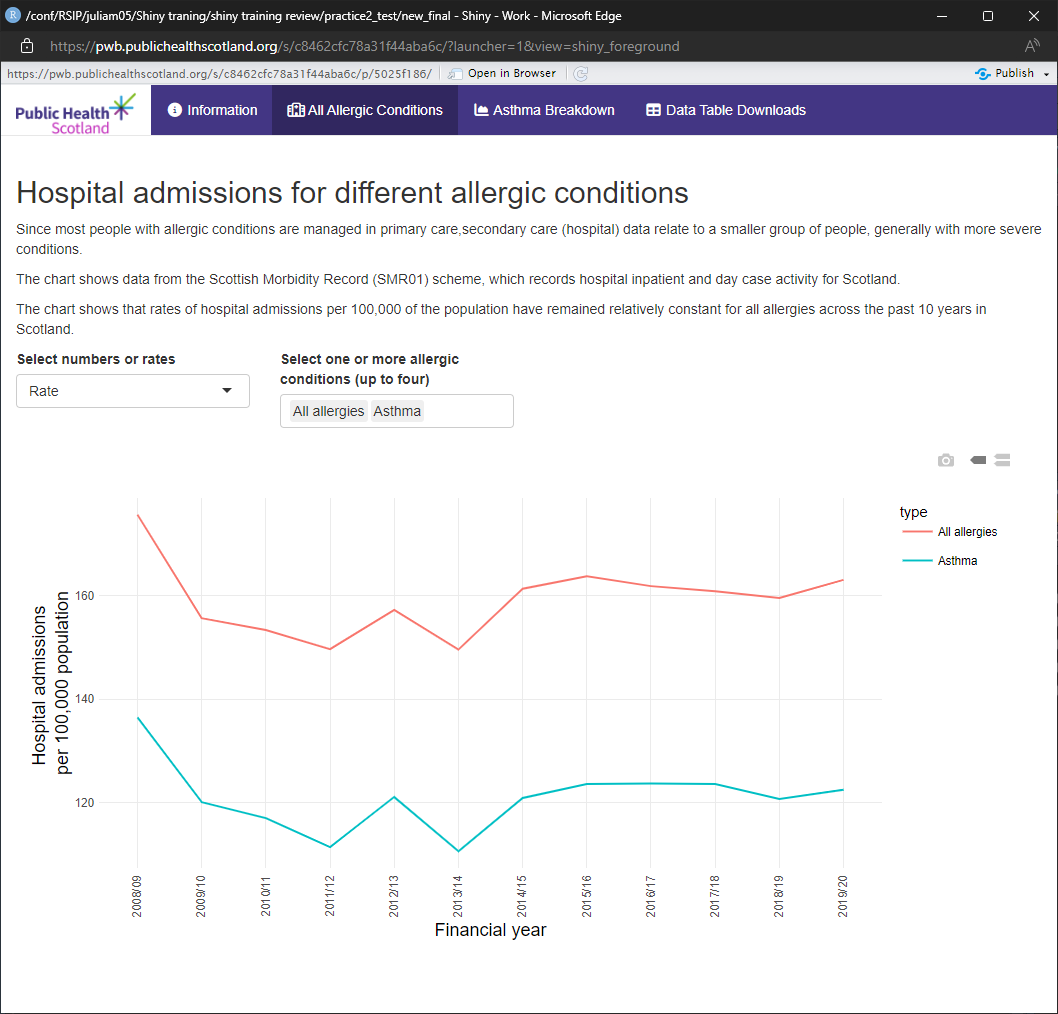 /conf/RSIP/juliam05/Shiny traning/shiny training review/practice2_test/new_final - Shiny - Work - Microsoft Edge
https://pwb.publichealthscotland.org/s/c8462cfc78a31f44aba6c/?launcher=1&view=shiny_foreground
https://pwb.publichealthscotland.org/s/c8462cfc78a31f44aba6c/p/5025f186/ Open in Browser Publish
Public Health
Scotland
Information All Allergic Conditions Asthma Breakdown Data Table Downloads
Hospital admissions for different allergic conditions
Since most people with allergic conditions are managed in primary care,secondary care (hospital) data relate to a smaller group of people, generally with more severe
conditions.
The chart shows data from the Scottish Morbidity Record (SMR01) scheme, which records hospital inpatient and day case activity for Scotland.
The chart shows that rates of hospital admissions per 100,000 of the population have remained relatively constant for all allergies across the past 10 years in
Scotland.
Select numbers or rates
Rate
Select one or more allergic
conditions (up to four)
All allergies Asthma
type
All allergies
Asthma
Hospital admissions
per 100,000 population
160
140
120
2008/09
2009/10
2010/11
2011/12
2012/13
2013/14
2014/15
2015/16
2016/17
2017/18
2018/19
2019/20
Financial year